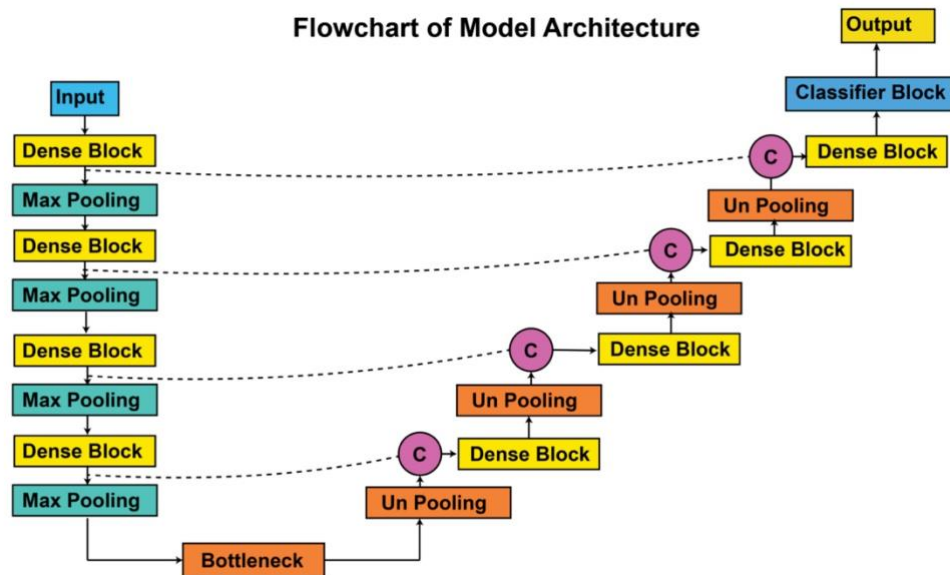 Flowchart of Model Architecture
Output
Input
Classifier Block
Dense Block
C
Dense Block
Max Pooling
Un Pooling
Dense Block
C
Dense Block
Max Pooling
Un Pooling
Dense Block
C
Dense Block
Max Pooling
Un Pooling
Dense Block
C
Dense Block
Max Pooling
Un Pooling
Bottleneck